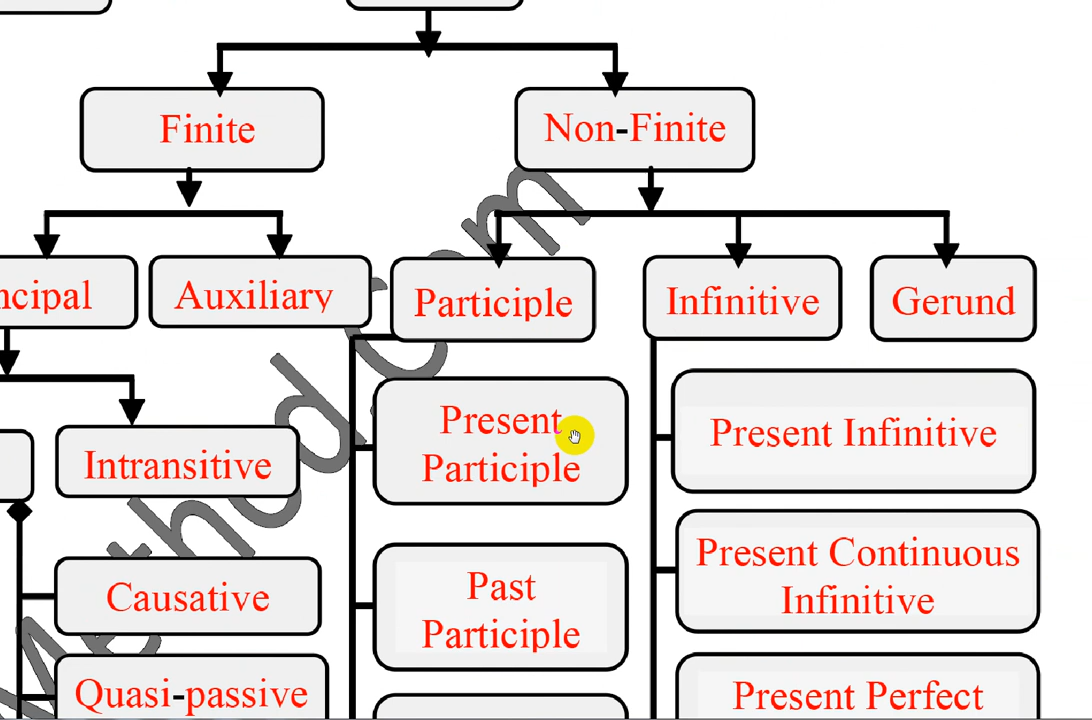 Finite
Non-Finite
ncipal
Auxiliary
Participle
Infinitive
Gerund
Present
Participle
Present Infinitive
Intransitive
Present Continuous
Infinitive
Causative
Past
Participle
Quasi-passive
Present Perfect